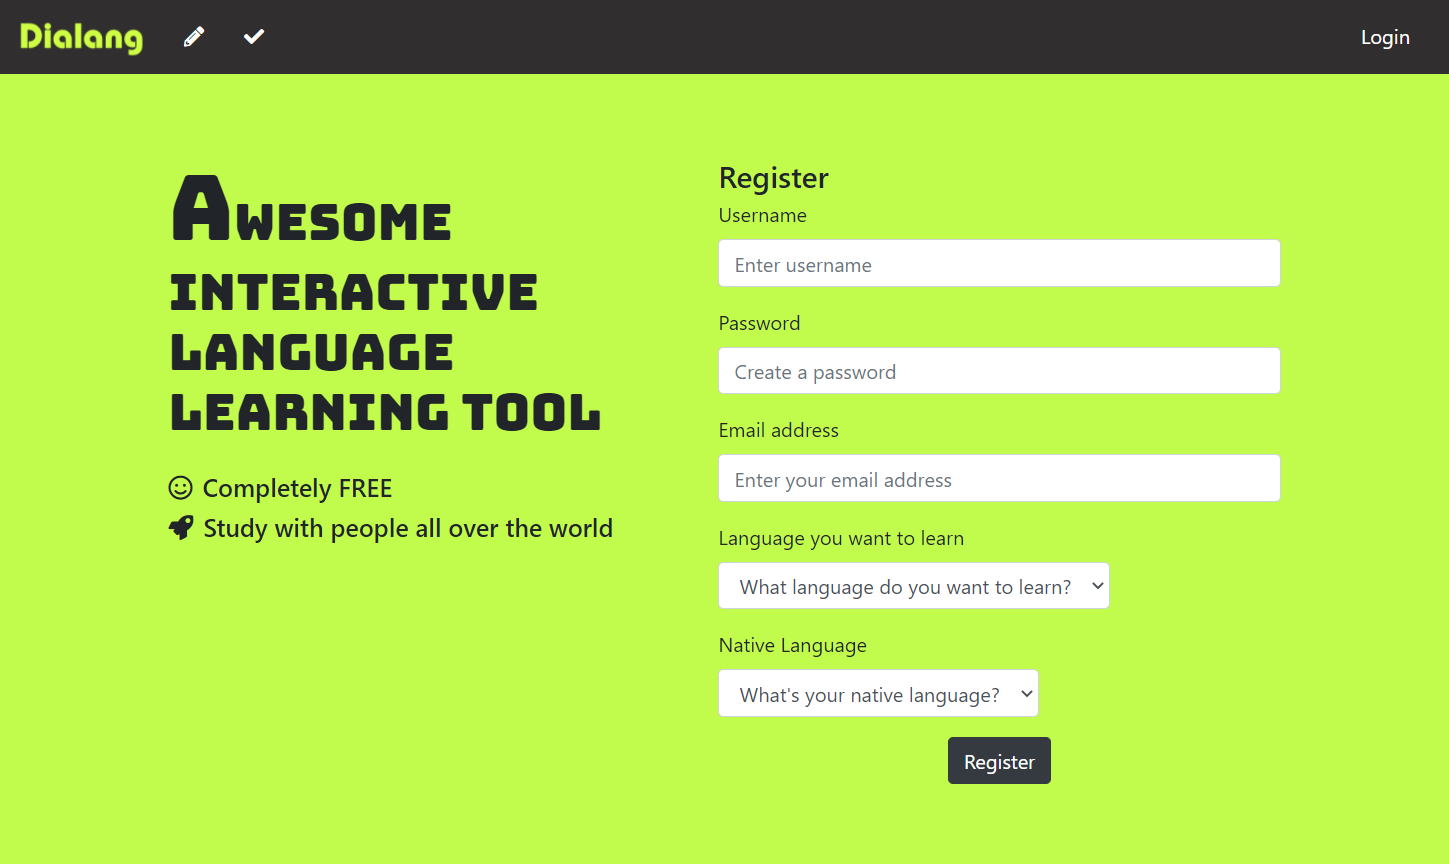 Dialang
Login
Awesome
interactive
language
learning tool
Completely FREE
Study with people all over the world
Register
Username
Enter username
Password
Create a password
Email address
Enter your email address
Language you want to learn
What language do you want to learn?
Native Language
What's your native language?
Register